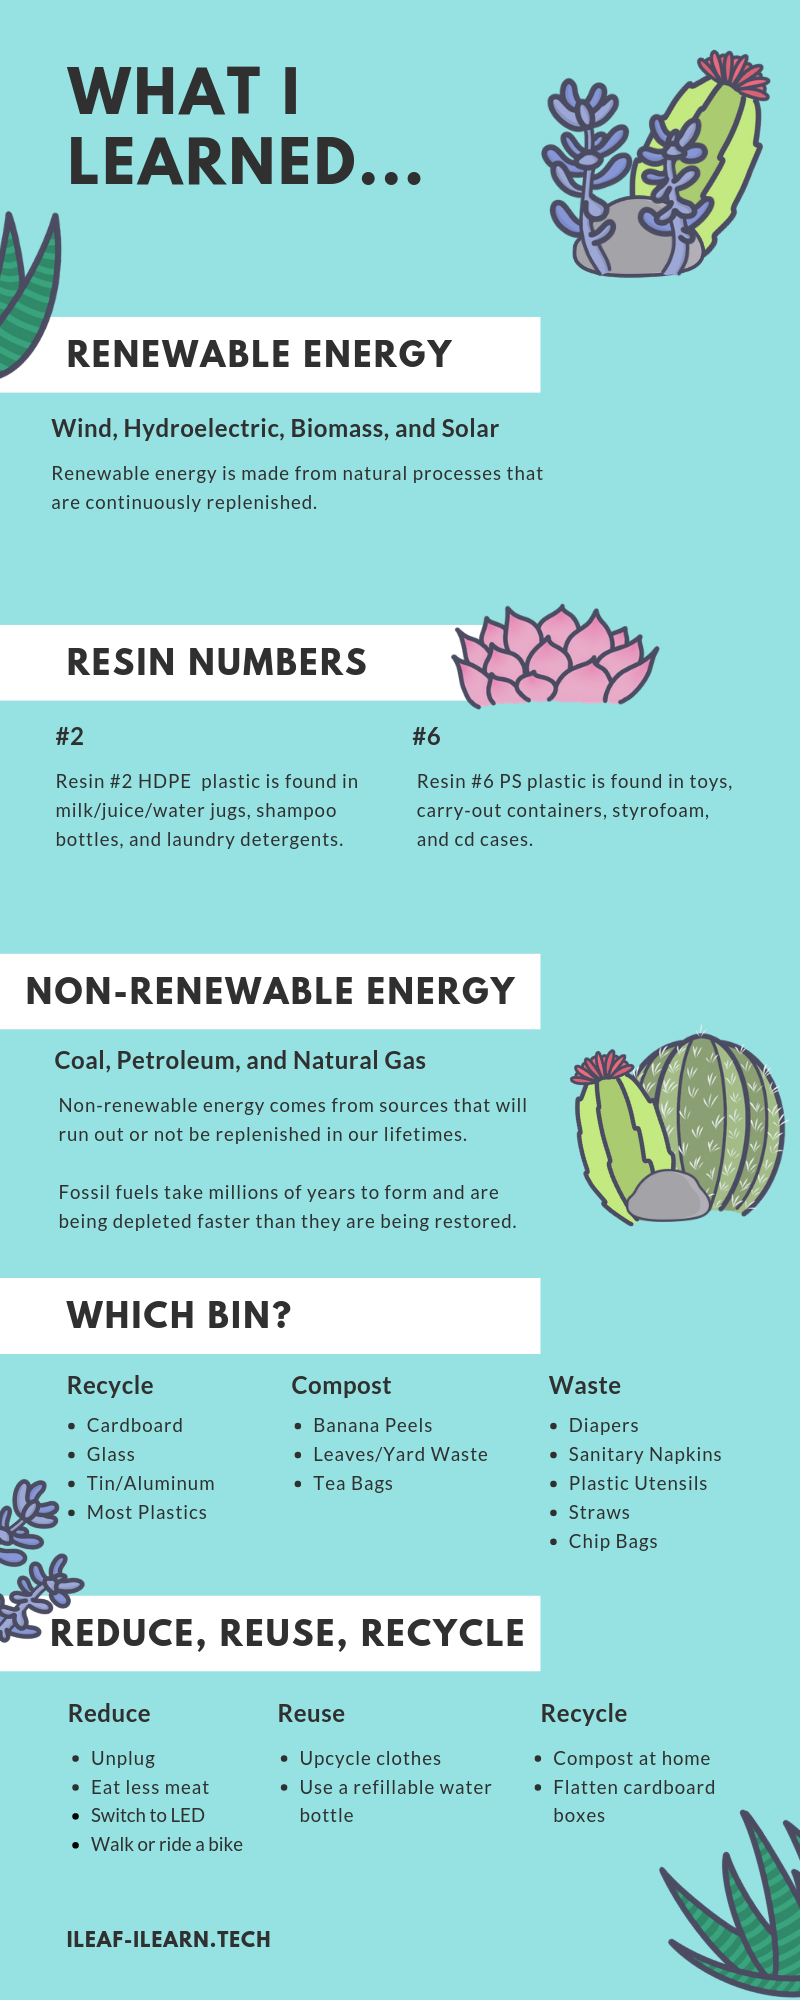 WHAT I
LEARNED...
RENEWABLE ENERGY
Wind, Hydroelectric, Biomass, and Solar
Renewable energy is made from natural processes that
are continuously replenished.
RESIN NUMBERS
#2
Resin #2 HDPE  plastic is found in
milk/juice/water jugs, shampoo
bottles, and laundry detergents.
#6
Resin #6 PS plastic is found in toys,
carry-out containers, styrofoam,
and cd cases.
NON-RENEWABLE ENERGY
Coal, Petroleum, and Natural Gas
Non-renewable energy comes from sources that will
run out or not be replenished in our lifetimes.
Fossil fuels take millions of years to form and are
being depleted faster than they are being restored.
WHICH BIN?
Recycle
• Cardboard
• Glass
• Tin/Aluminum
• Most Plastics
Compost
• Banana Peels
• Leaves/Yard Waste
• Tea Bags
Waste
• Diapers
• Sanitary Napkins
• Plastic Utensils
• Straws
• Chip Bags
REDUCE, REUSE, RECYCLE
Reduce
• Unplug
• Eat less meat
• Switch to LED
• Walk or ride a bike
Reuse
• Upcycle clothes
• Use a refillable water
bottle
Recycle
• Compost at home
• Flatten cardboard
boxes
ILEAF-ILEARN.TECH